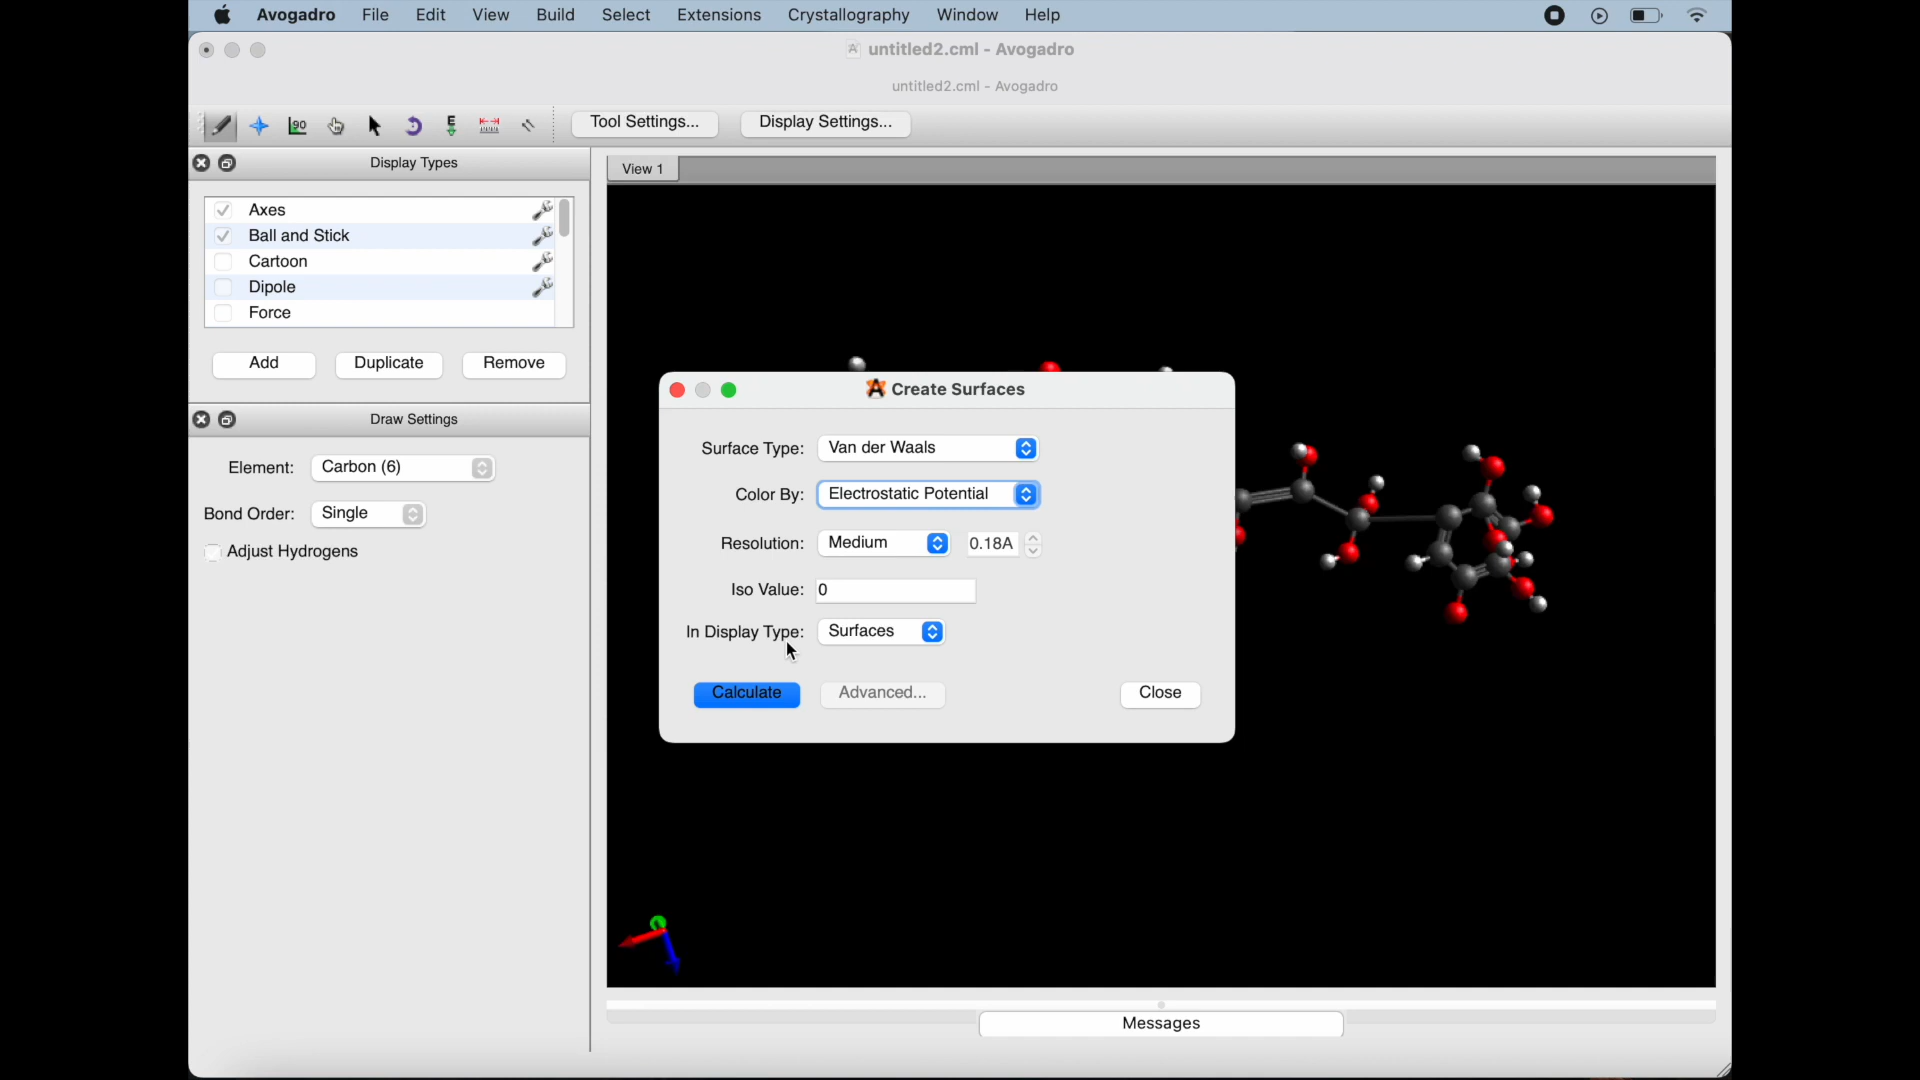 Avogadro File Edit View Build Select Extensions Crystallography Window Help
untitled2.cml - Avogadro
untitled2.cml - Avogadro
90 E Tool Settings... Display Settings...
Display Types
Axes
Ball and Stick
Cartoon
Dipole
Force
Add Duplicate Remove
Draw Settings
Element: Carbon (6)
Bond Order: Single
Adjust Hydrogens
View 1
Create Surfaces
Surface Type: Van der Waals
Color By: Electrostatic Potential
Resolution: Medium 0.18A
Iso Value: 0
In Display Type: Surfaces
Calculate Advanced... Close
Messages